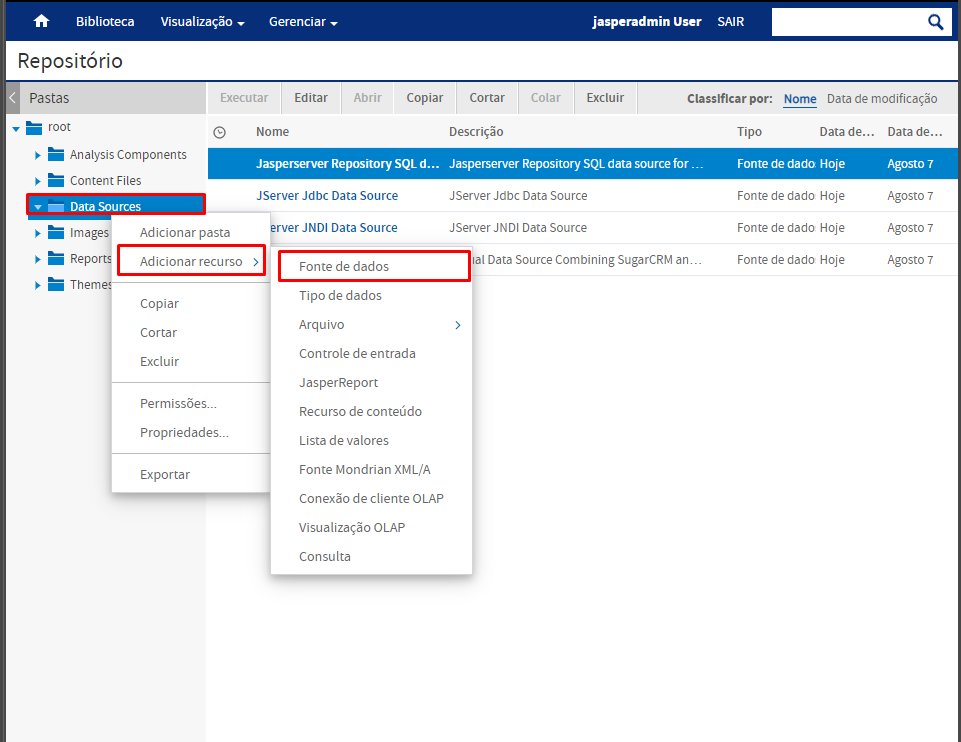 Biblioteca Visualização Gerenciar jasperadmin User SAIR
Repositório
Pastas
root
Analysis Components
Content Files
Data Sources
Images
Reports
Themes
Executar Editar Abrir Copiar Cortar Colar Excluir Classificar por: Nome Data de modificação
Nome Descrição Tipo Data de... Data de...
Jasperserver Repository SQL d... Jasperserver Repository SQL data source for ... Fonte de dado Hoje Agosto 7
JServer Jdbc Data Source JServer Jdbc Data Source Fonte de dado Hoje Agosto 7
Server JNDI Data Source JServer JNDI Data Source Fonte de dado Hoje Agosto 7
Data Source Combining SugarCRM an... Fonte de dado Hoje Agosto 7
Adicionar pasta
Adicionar recurso
Copiar
Cortar
Excluir
Permissões...
Propriedades...
Exportar
Fonte de dados
Tipo de dados
Arquivo
Controle de entrada
JasperReport
Recurso de conteúdo
Lista de valores
Fonte Mondrian XML/A
Conexão de cliente OLAP
Visualização OLAP
Consulta